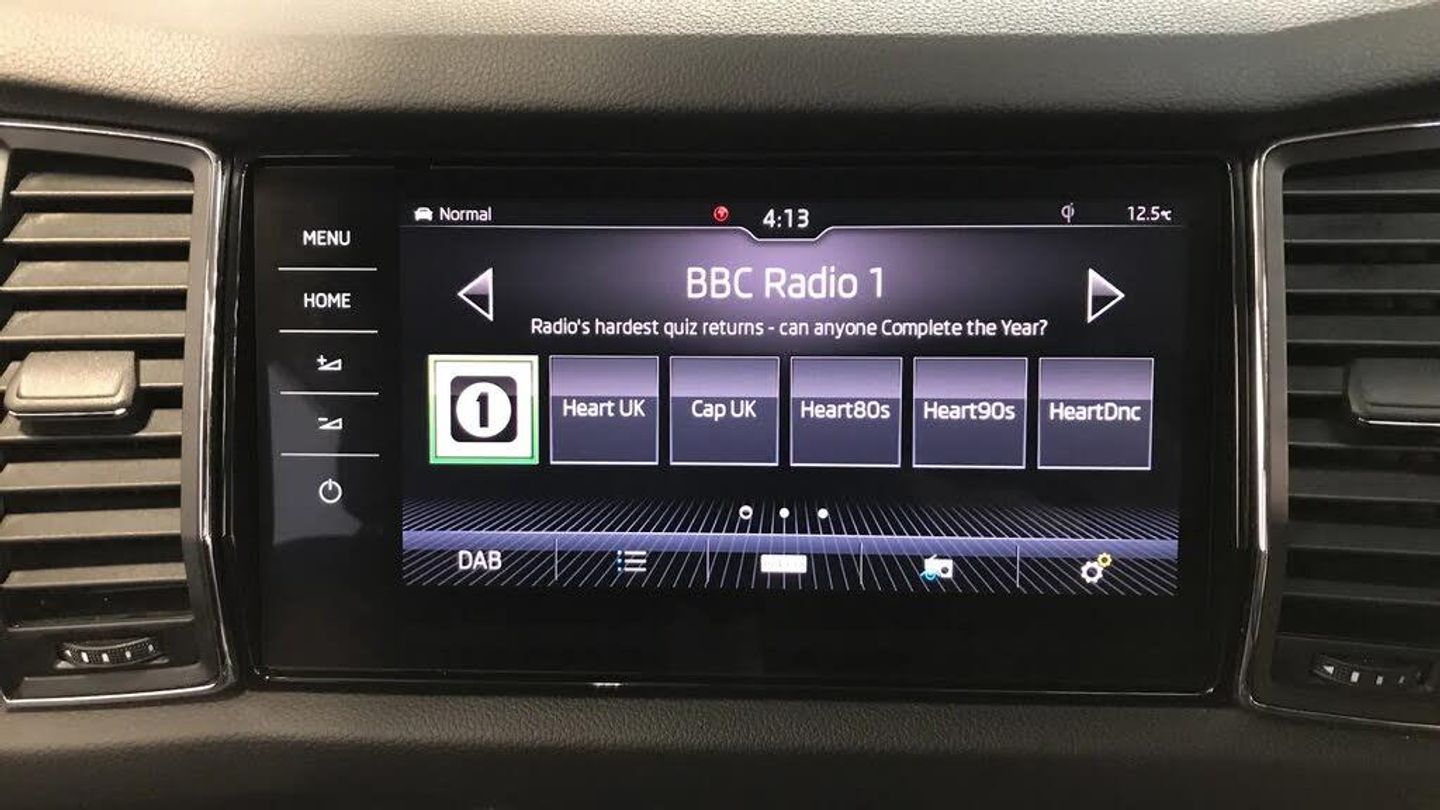 Normal
4:13
12.5°C
MENU
HOME
BBC Radio 1
Radio's hardest quiz returns - can anyone Complete the Year?
1
Heart UK
Cap UK
Heart80s
Heart90s
HeartDnc
DAB